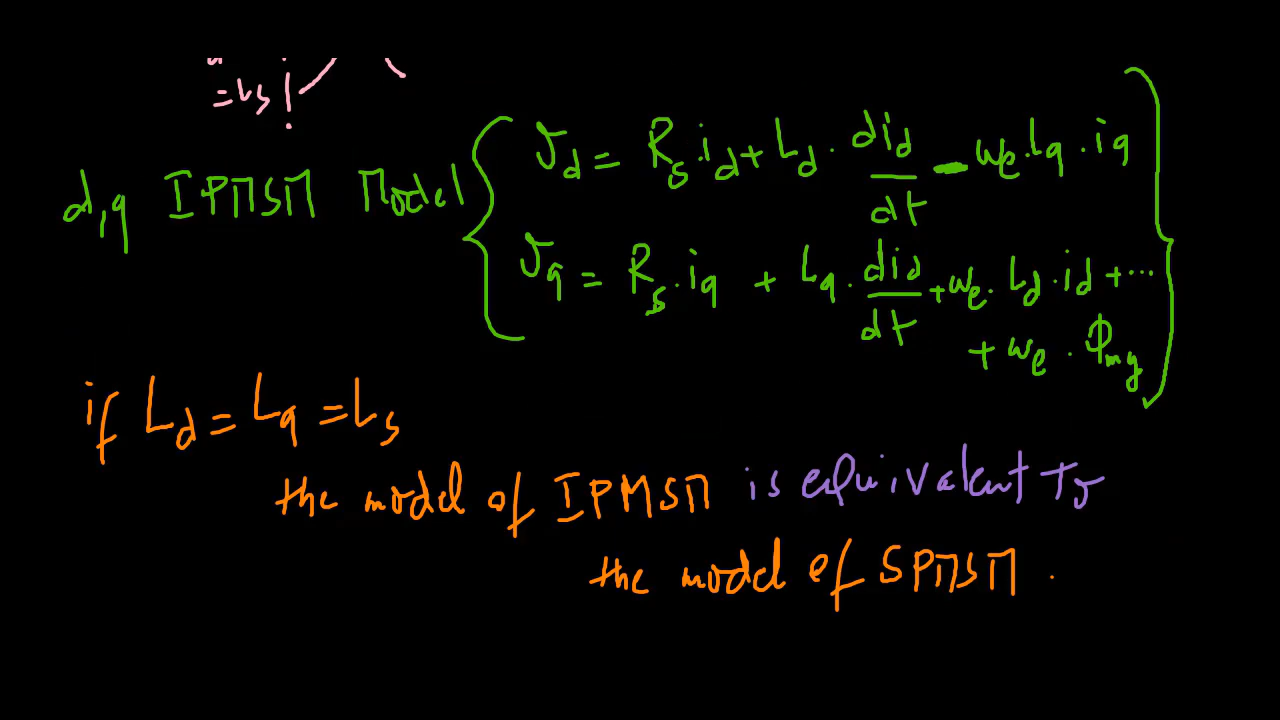 =Ls !
d,q IPMSM Model { Vd = Rs.id + Ld . did/dt - we.Lq.iq }
Vq = Rs.iq + Lq . did/dt + we.Ld.id + ...
+ we . Φmg
if Ld = Lq = Ls
the model of IPMSM is equivalent to
the model of SPMSM .